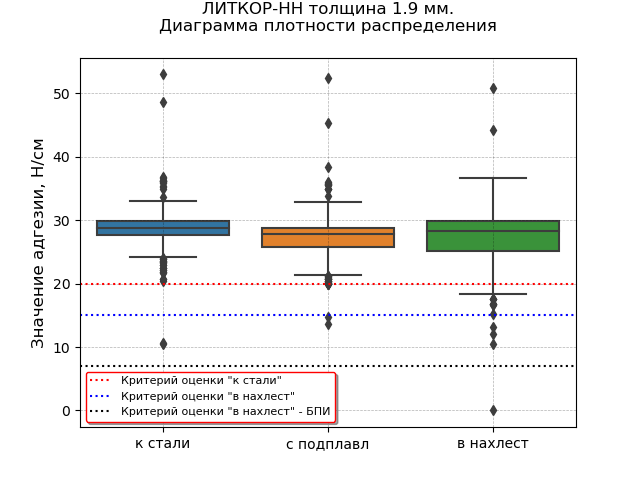 ЛИТКОР-НН толщина 1.9 мм.
Диаграмма плотности распределения
Значение адгезии, Н/см
50
40
30
20
10
0
Критерий оценки "к стали"
Критерий оценки "в нахлест"
Критерий оценки "в нахлест" - БПИ
к стали
с подплавл
в нахлест